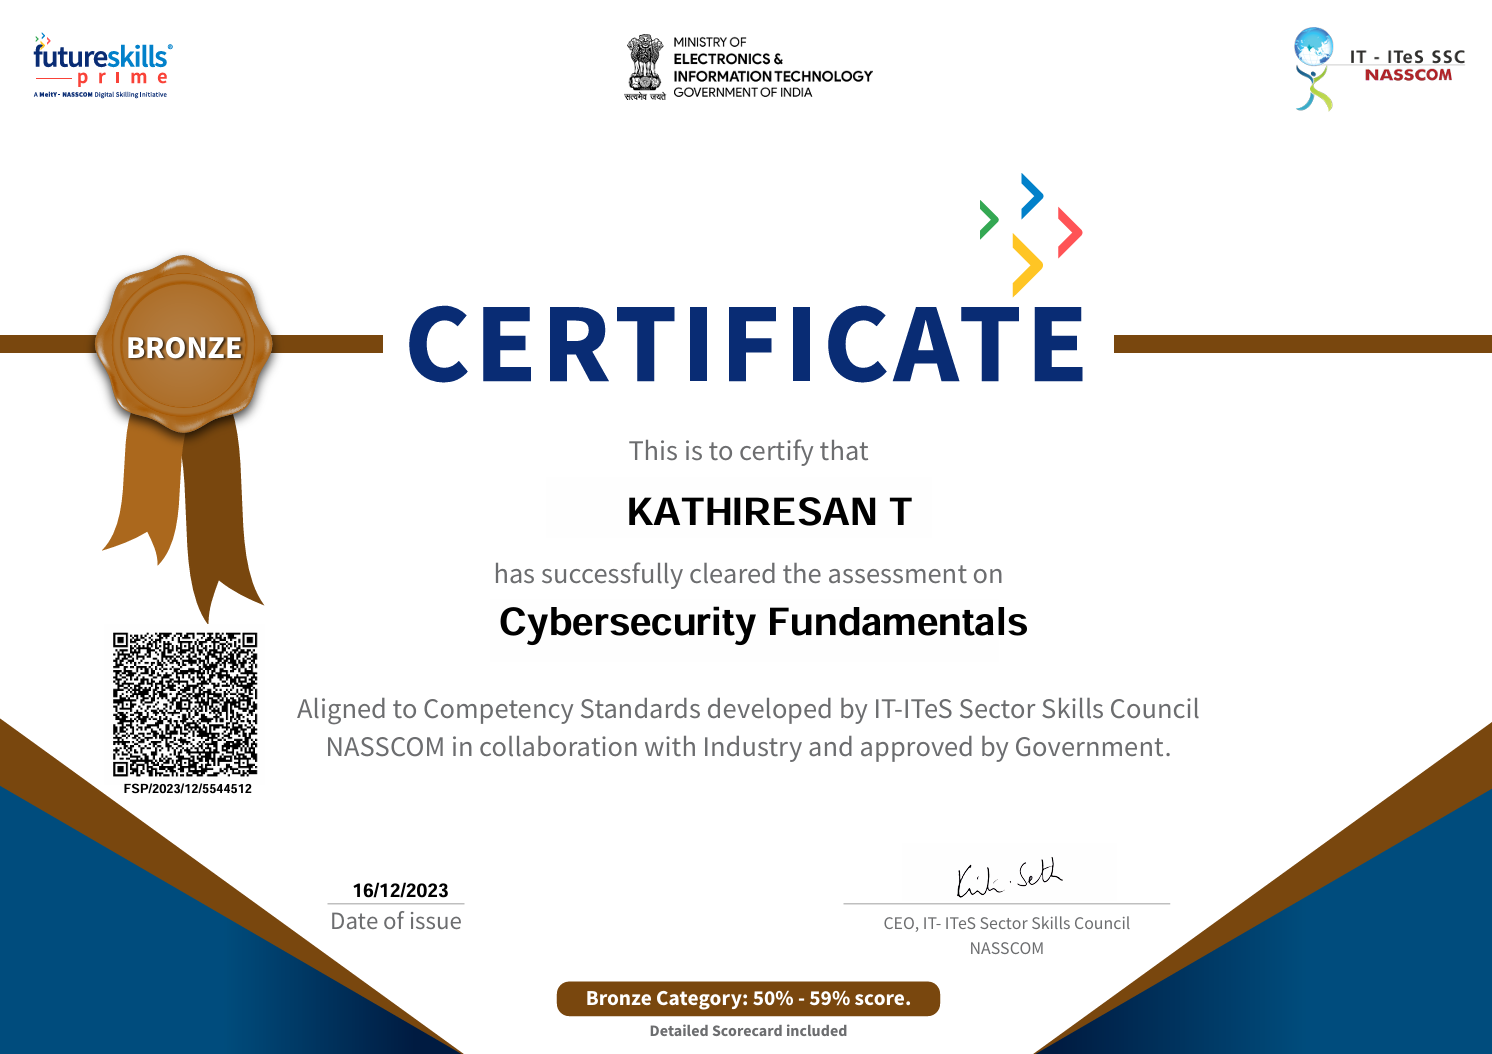 futureskills®
prime
A MeitY - NASSCOM Digital Skilling Initiative
सत्यमेव जयते
MINISTRY OF
ELECTRONICS &
INFORMATION TECHNOLOGY
GOVERNMENT OF INDIA
IT - ITeS SSC
NASSCOM
BRONZE
CERTIFICATE
This is to certify that
KATHIRESAN T
has successfully cleared the assessment on
Cybersecurity Fundamentals
Aligned to Competency Standards developed by IT-ITeS Sector Skills Council
NASSCOM in collaboration with Industry and approved by Government.
FSP/2023/12/5544512
16/12/2023
Date of issue
CEO, IT- ITeS Sector Skills Council
NASSCOM
Bronze Category: 50% - 59% score.
Detailed Scorecard included